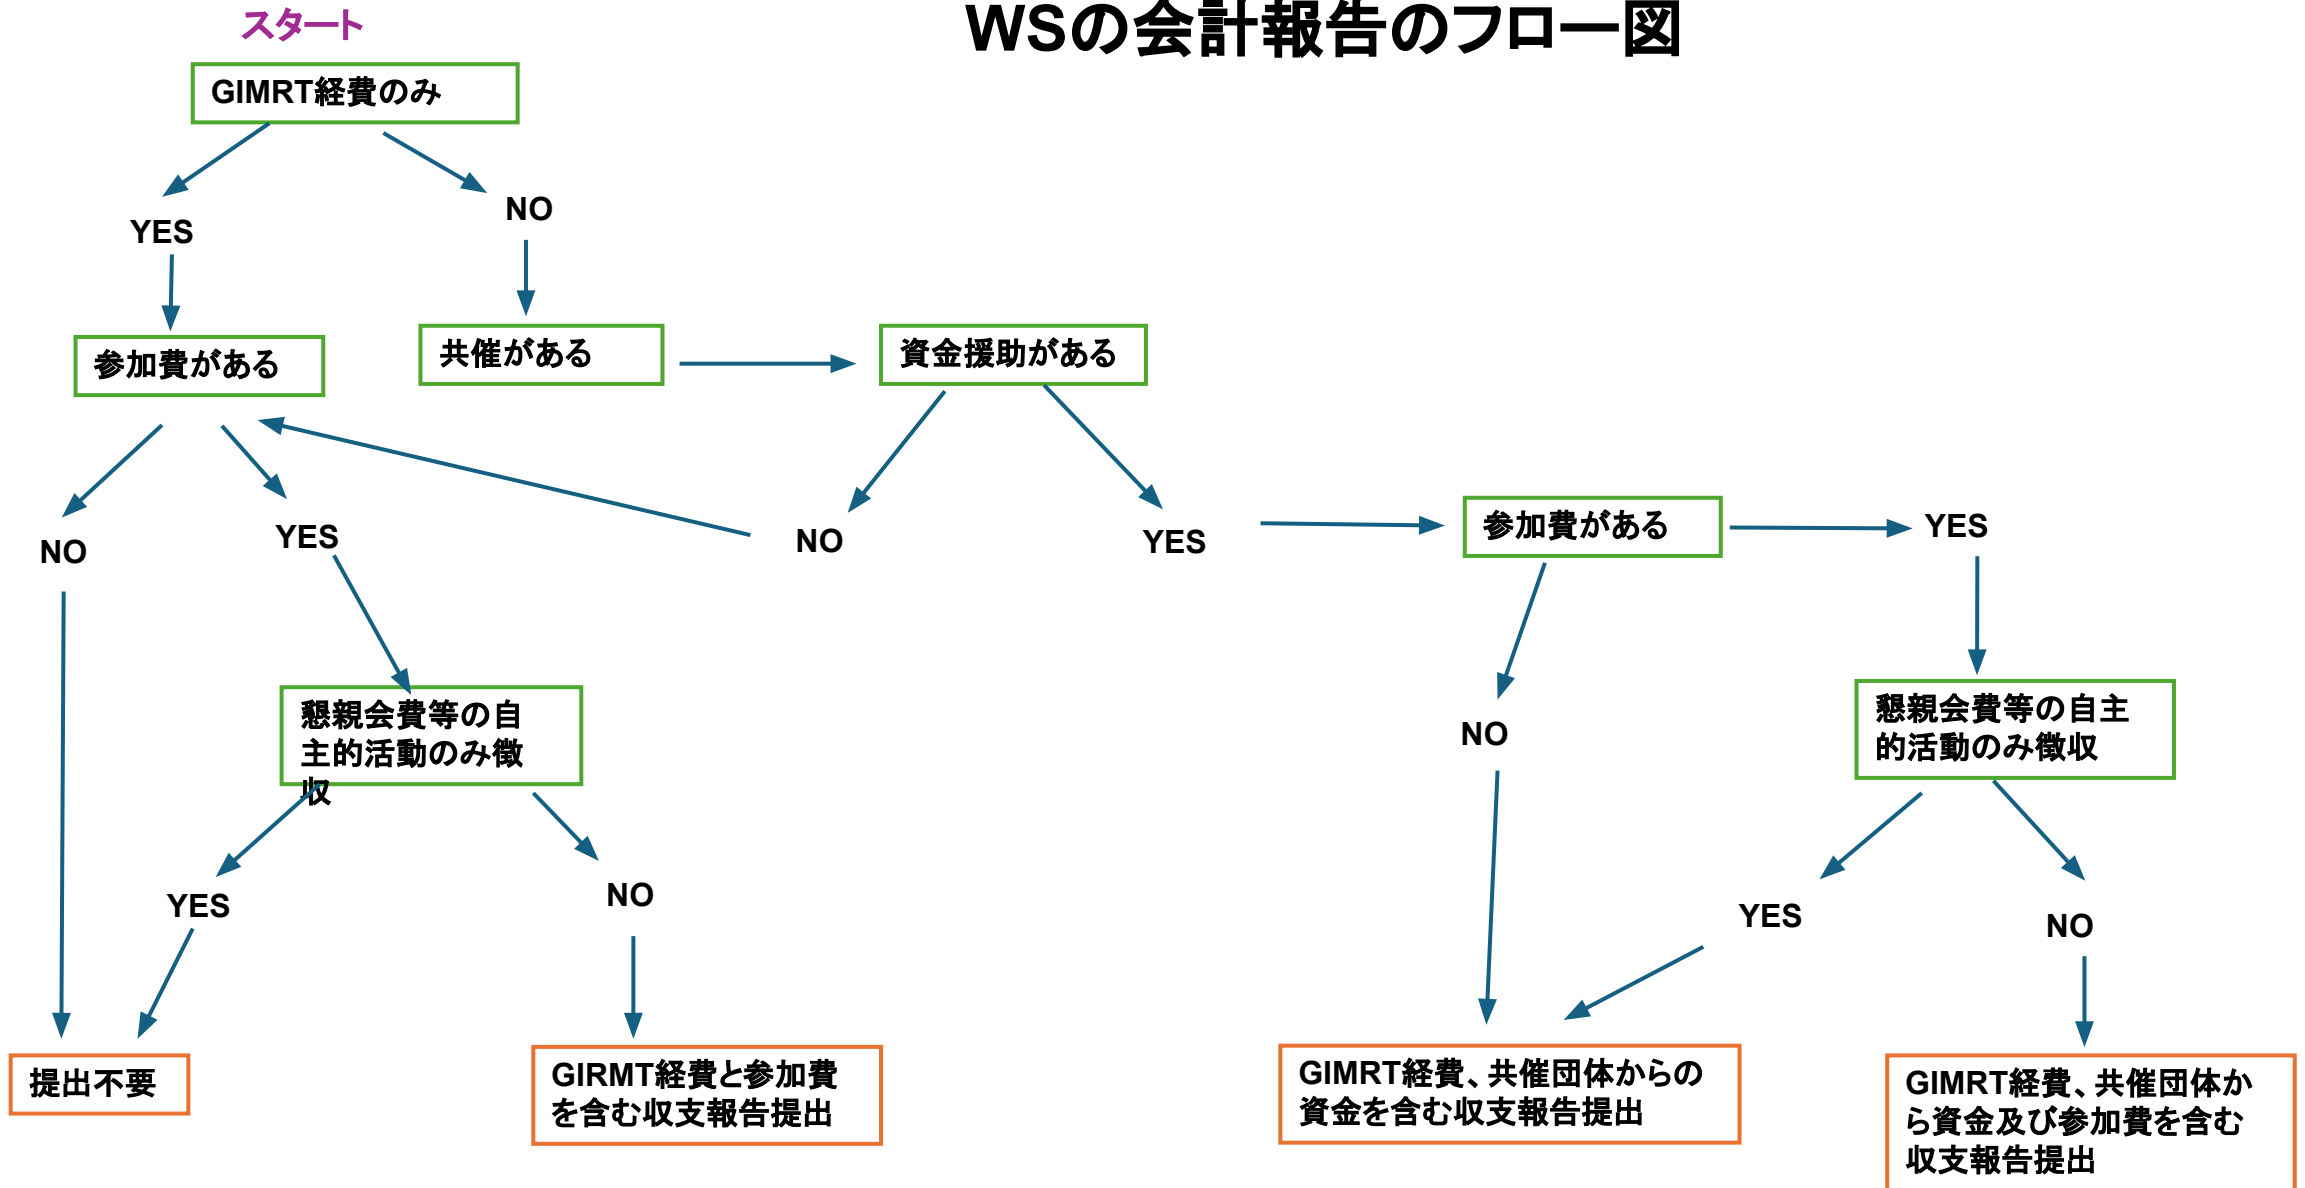 スタート
WSの会計報告のフロー図
GIMRT経費のみ
YES
NO
参加費がある
共催がある
資金援助がある
NO
YES
NO
YES
参加費がある
YES
懇親会費等の自
主的活動のみ徴
収
NO
懇親会費等の自主
的活動のみ徴収
YES
NO
YES
NO
提出不要
GIRMT経費と参加費
を含む収支報告提出
GIMRT経費、共催団体からの
資金を含む収支報告提出
GIMRT経費、共催団体か
ら資金及び参加費を含む
収支報告提出